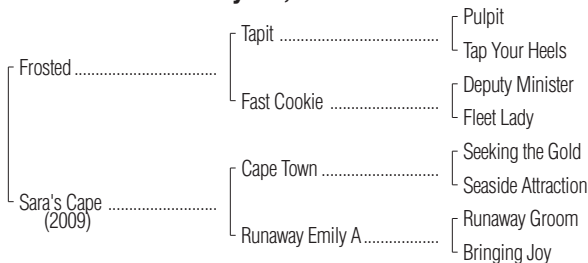 Pulpit
Tapit
Tap Your Heels
Frosted
Deputy Minister
Fast Cookie
Fleet Lady
Seeking the Gold
Cape Town
Seaside Attraction
Sara's Cape
(2009)
Runaway Groom
Runaway Emily A
Bringing Joy